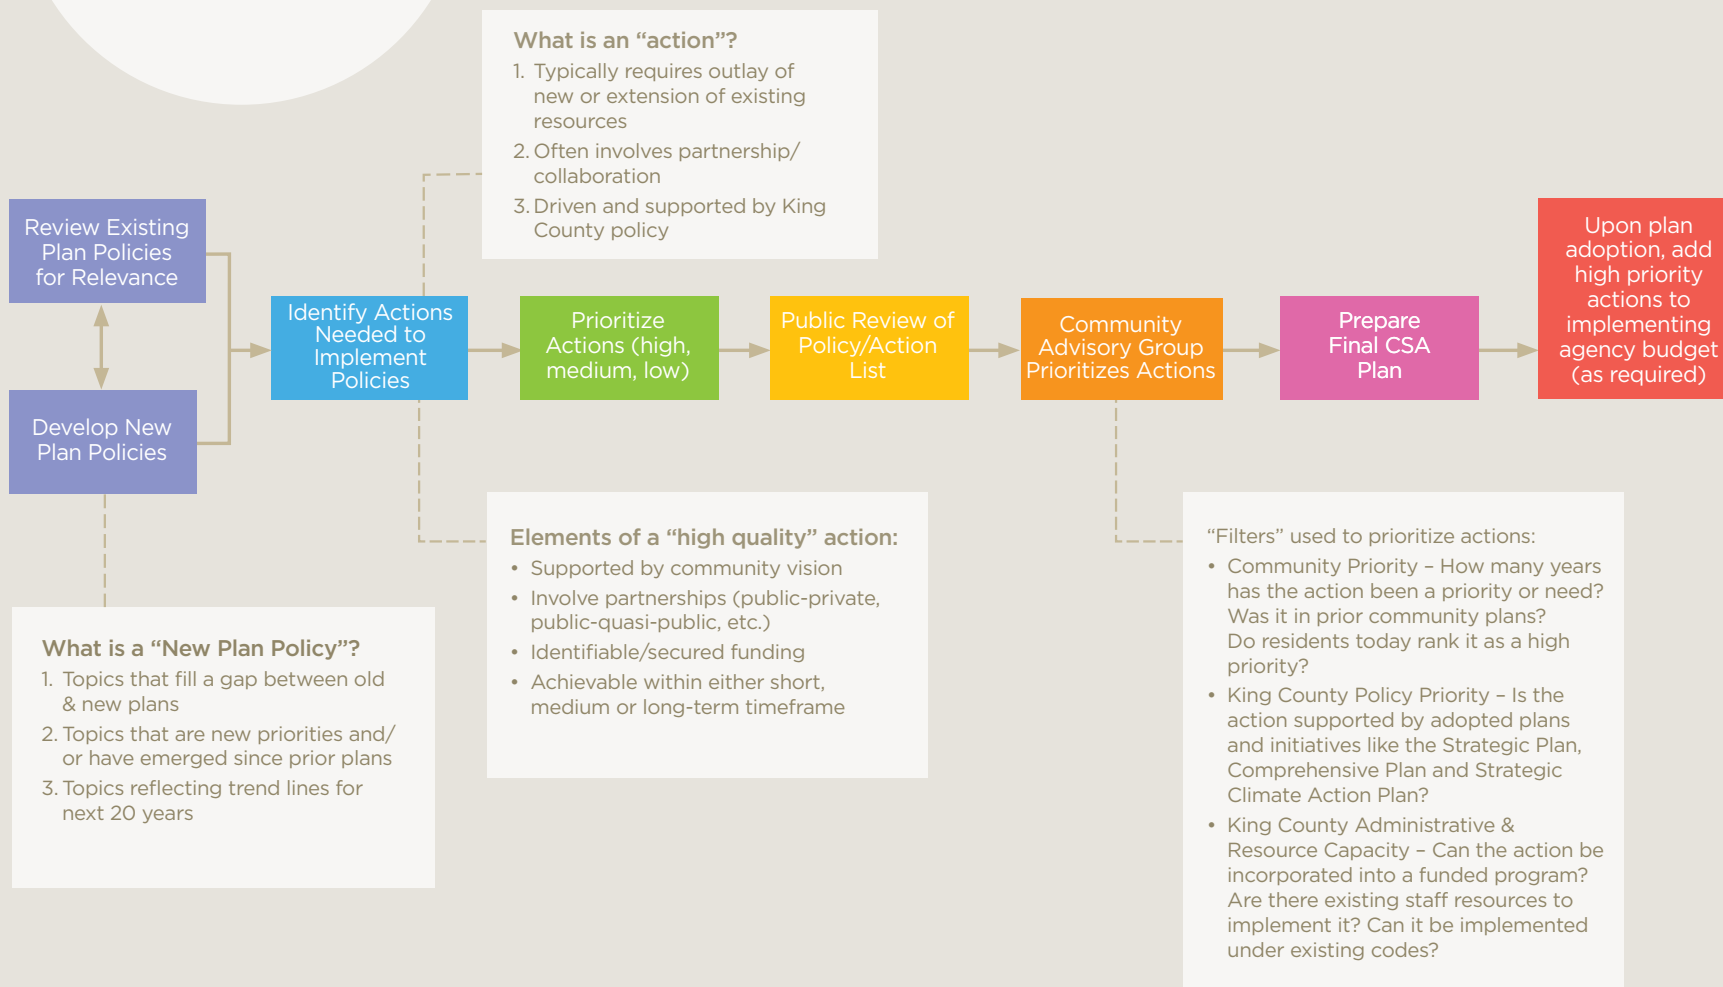 What is an “action”?
1. Typically requires outlay of
new or extension of existing
resources
2. Often involves partnership/
collaboration
3. Driven and supported by King
County policy
Review Existing
Plan Policies
for Relevance
Develop New
Plan Policies
Identify Actions
Needed to
Implement
Policies
Prioritize
Actions (high,
medium, low)
Public Review of
Policy/Action
List
Community
Advisory Group
Prioritizes Actions
Prepare
Final CSA
Plan
Upon plan
adoption, add
high priority
actions to
implementing
agency budget
(as required)
What is a “New Plan Policy”?
1. Topics that fill a gap between old
& new plans
2. Topics that are new priorities and/
or have emerged since prior plans
3. Topics reflecting trend lines for
next 20 years
Elements of a “high quality” action:
• Supported by community vision
• Involve partnerships (public-private,
public-quasi-public, etc.)
• Identifiable/secured funding
• Achievable within either short,
medium or long-term timeframe
“Filters” used to prioritize actions:
• Community Priority – How many years
has the action been a priority or need?
Was it in prior community plans?
Do residents today rank it as a high
priority?
• King County Policy Priority – Is the
action supported by adopted plans
and initiatives like the Strategic Plan,
Comprehensive Plan and Strategic
Climate Action Plan?
• King County Administrative &
Resource Capacity – Can the action be
incorporated into a funded program?
Are there existing staff resources to
implement it? Can it be implemented
under existing codes?